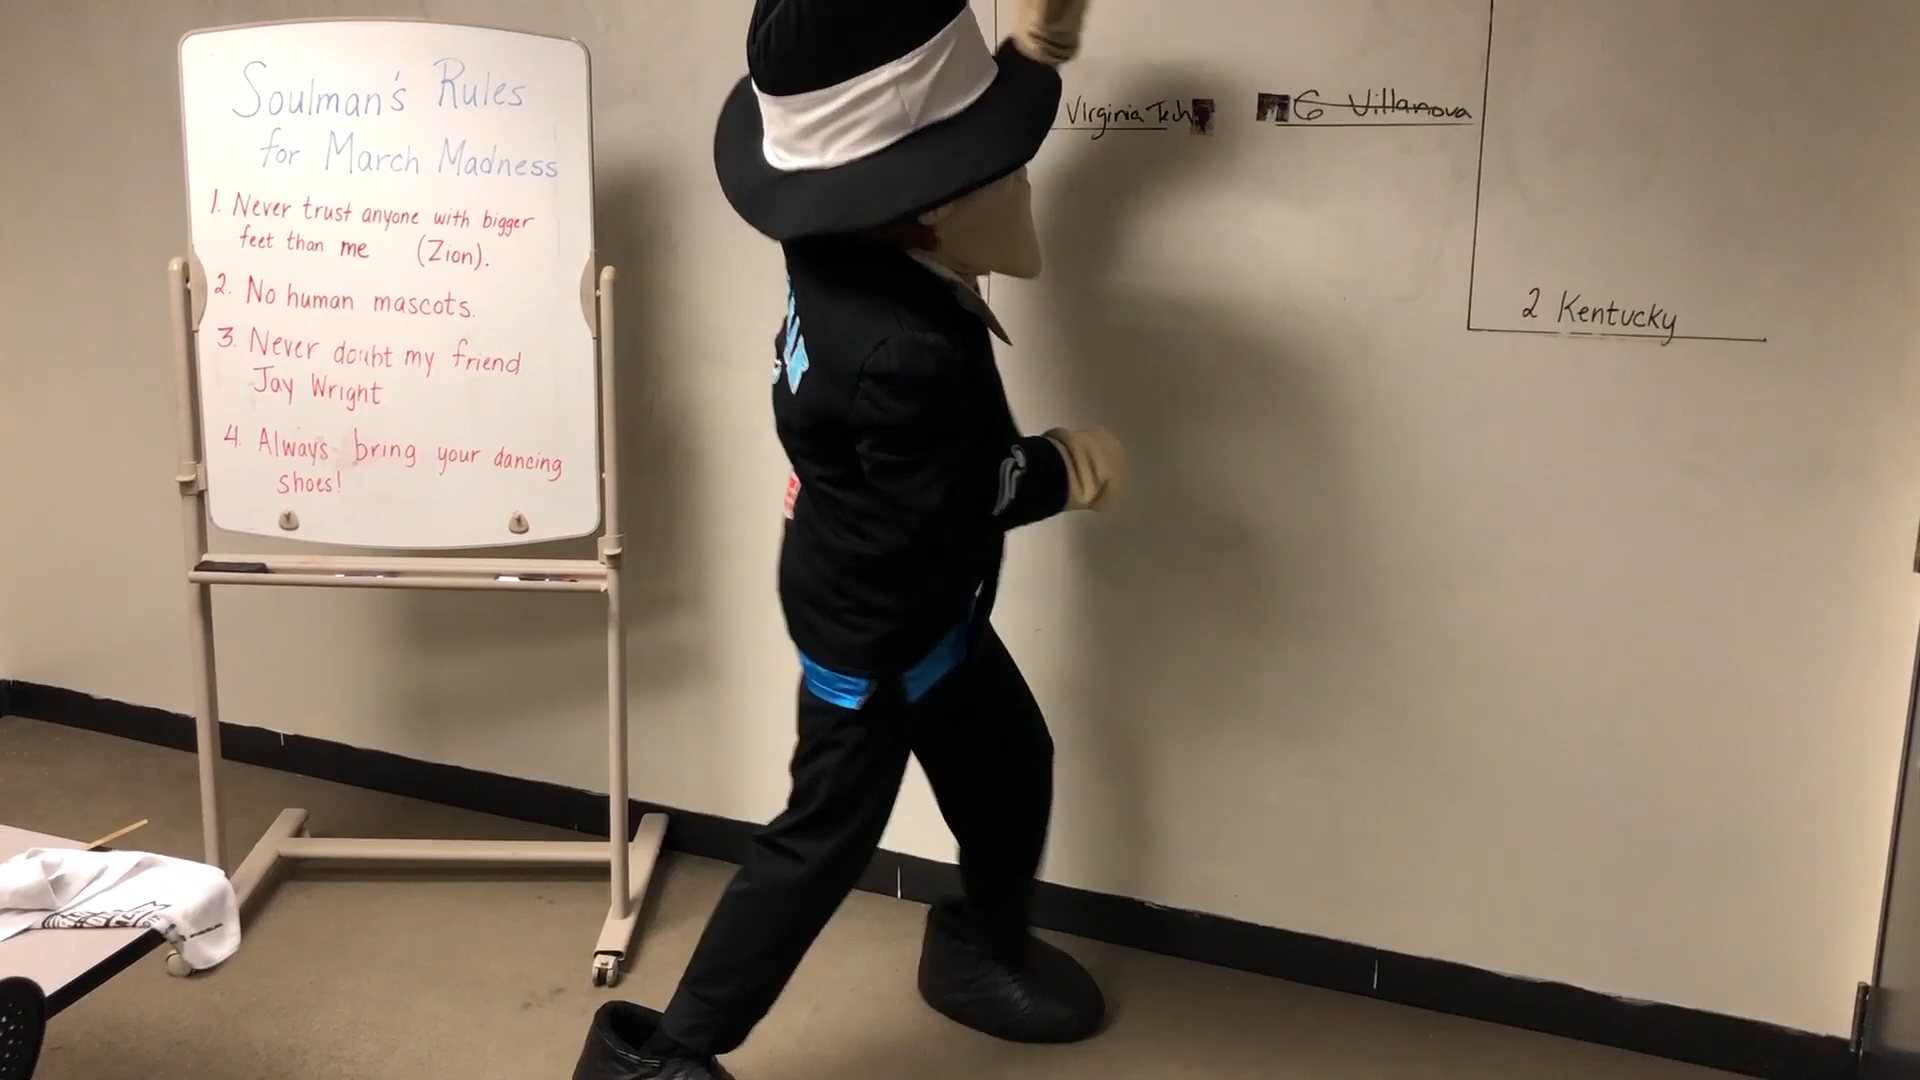 Soulman's Rules
for March Madness
1. Never trust anyone with bigger
feet than me (Zion).
2. No human mascots.
3. Never doubt my friend
Jay Wright
4. Always bring your dancing
shoes!
Virginia Tech
6 Villanova
2 Kentucky